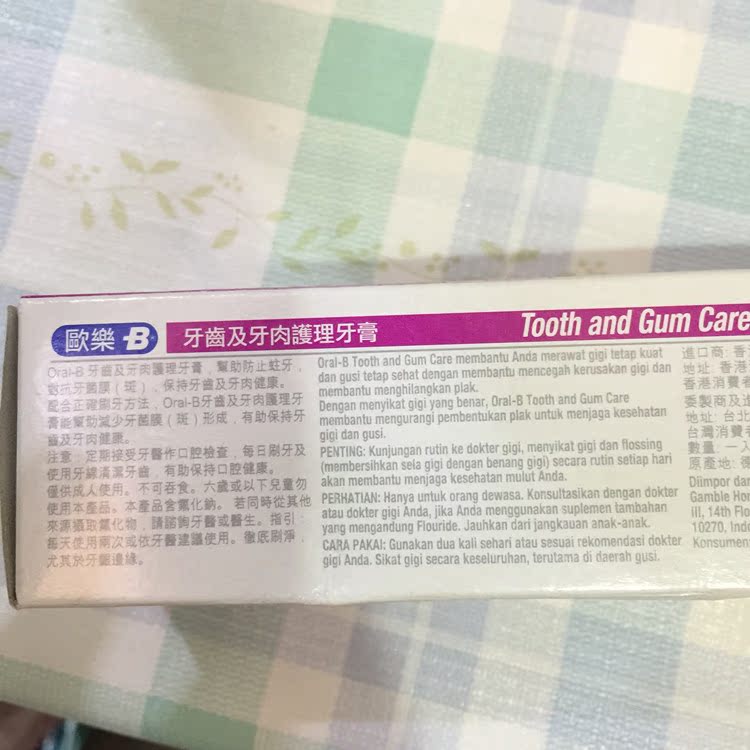 歐樂-B 牙齒及牙肉護理牙膏 Tooth and Gum Care
Oral-B 牙齒及牙肉護理牙膏，幫助防止蛀牙，
對抗牙菌膜（斑），保持牙齒及牙肉健康。
配合正確刷牙方法，Oral-B牙齒及牙肉護理牙
膏能幫助減少牙菌膜（斑）形成，有助保持牙
齒及牙肉健康。
注意：定期接受牙醫作口腔檢查，每日刷牙及
使用牙線清潔牙齒，有助保持口腔健康。
僅供成人使用。不可吞食。六歲或以下兒童勿
使用本產品。本產品含氟化鈉。若同時從其他
來源攝取氟化物，請諮詢牙醫或醫生。指引：
每天使用兩次或依牙醫建議使用。徹底刷淨，
尤其於牙齦邊緣。
Oral-B Tooth and Gum Care membantu Anda merawat gigi tetap kuat
dan gusi tetap sehat dengan membantu mencegah kerusakan gigi dan
membantu menghilangkan plak.
Dengan menyikat gigi yang benar, Oral-B Tooth and Gum Care
membantu mengurangi pembentukan plak untuk menjaga kesehatan
gigi dan gusi.
PENTING: Kunjungan rutin ke dokter gigi, menyikat gigi dan flossing
(membersihkan sela gigi dengan benang gigi) secara rutin setiap hari
akan membantu menjaga kesehatan mulut Anda.
PERHATIAN: Hanya untuk orang dewasa. Konsultasikan dengan dokter
atau dokter gigi Anda, jika Anda menggunakan suplemen tambahan
yang mengandung Flouride. Jauhkan dari jangkauan anak-anak.
CARA PAKAI: Gunakan dua kali sehari atau sesuai rekomendasi dokter
gigi Anda. Sikat gigi secara keseluruhan, terutama di daerah gusi.
進口商: 香
地址: 香港
香港消費者
委製商及進
地址: 台北
台灣消費者
數量: 一入
原產地: 德
Diimpor dan
Gamble Hom
III, 14th Flo
10270, Indo
Konsumen